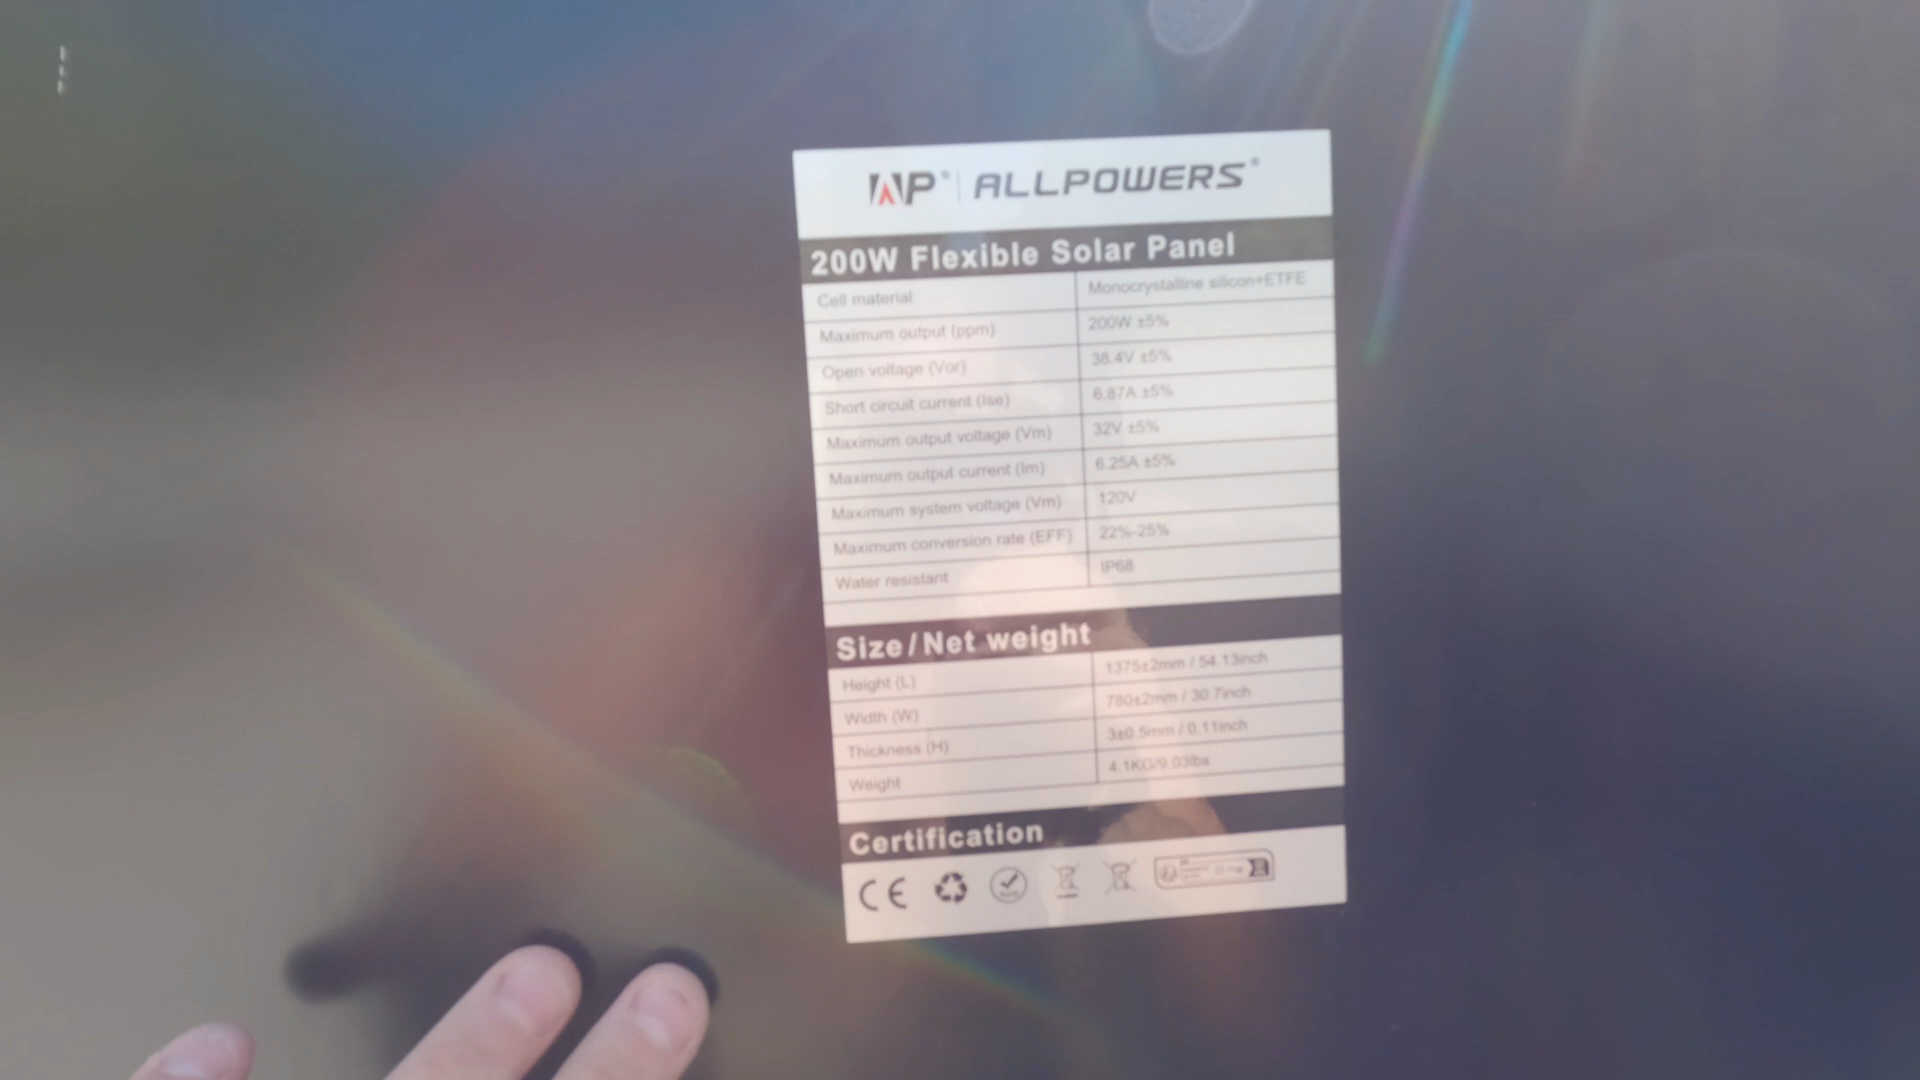 AP® | ALLPOWERS®
200W Flexible Solar Panel
Cell material Monocrystalline silicon+ETFE
Maximum output (ppm) 200W ±5%
Open voltage (Vor) 38.4V ±5%
Short circuit current (Ise) 6.87A ±5%
Maximum output voltage (Vm) 32V ±5%
Maximum output current (Im) 6.25A ±5%
Maximum system voltage (Vm) 120V
Maximum conversion rate (EFF) 22%-25%
Water resistant IP68
Size/Net weight
Height (L) 1375±2mm / 54.13inch
Width (W) 780±2mm / 30.7inch
Thickness (H) 3±0.5mm / 0.11inch
Weight 4.1KG/9.03lbs
Certification
CE